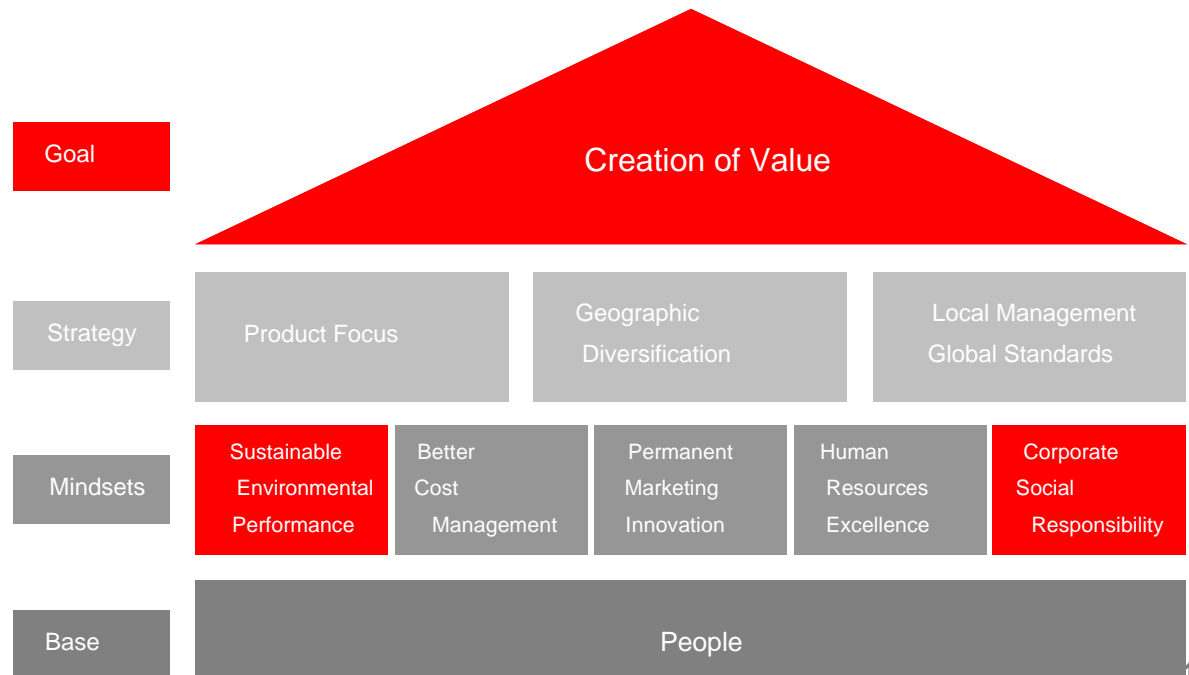 Goal
Creation of Value
Strategy
Product Focus
Geographic
Diversification
Local Management
Global Standards
Mindsets
Sustainable
Environmental
Performance
Better
Cost
Management
Permanent
Marketing
Innovation
Human
Resources
Excellence
Corporate
Social
Responsibility
Base
People